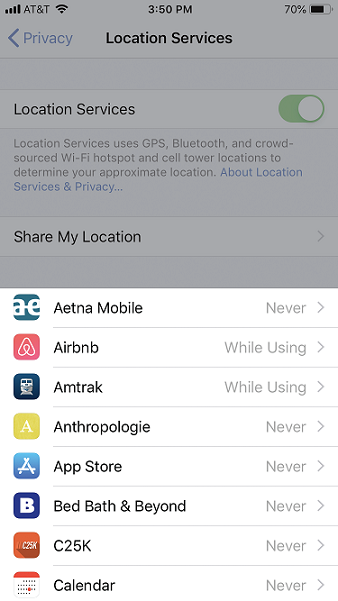 AT&T 3:50 PM 70%
Privacy Location Services
Location Services
Location Services uses GPS, Bluetooth, and crowd-
sourced Wi-Fi hotspot and cell tower locations to
determine your approximate location. About Location
Services & Privacy...
Share My Location
ae Aetna Mobile Never
Airbnb While Using
Amtrak While Using
A Anthropologie Never
App Store Never
B Bed Bath & Beyond Never
C25K C25K Never
Calendar Never